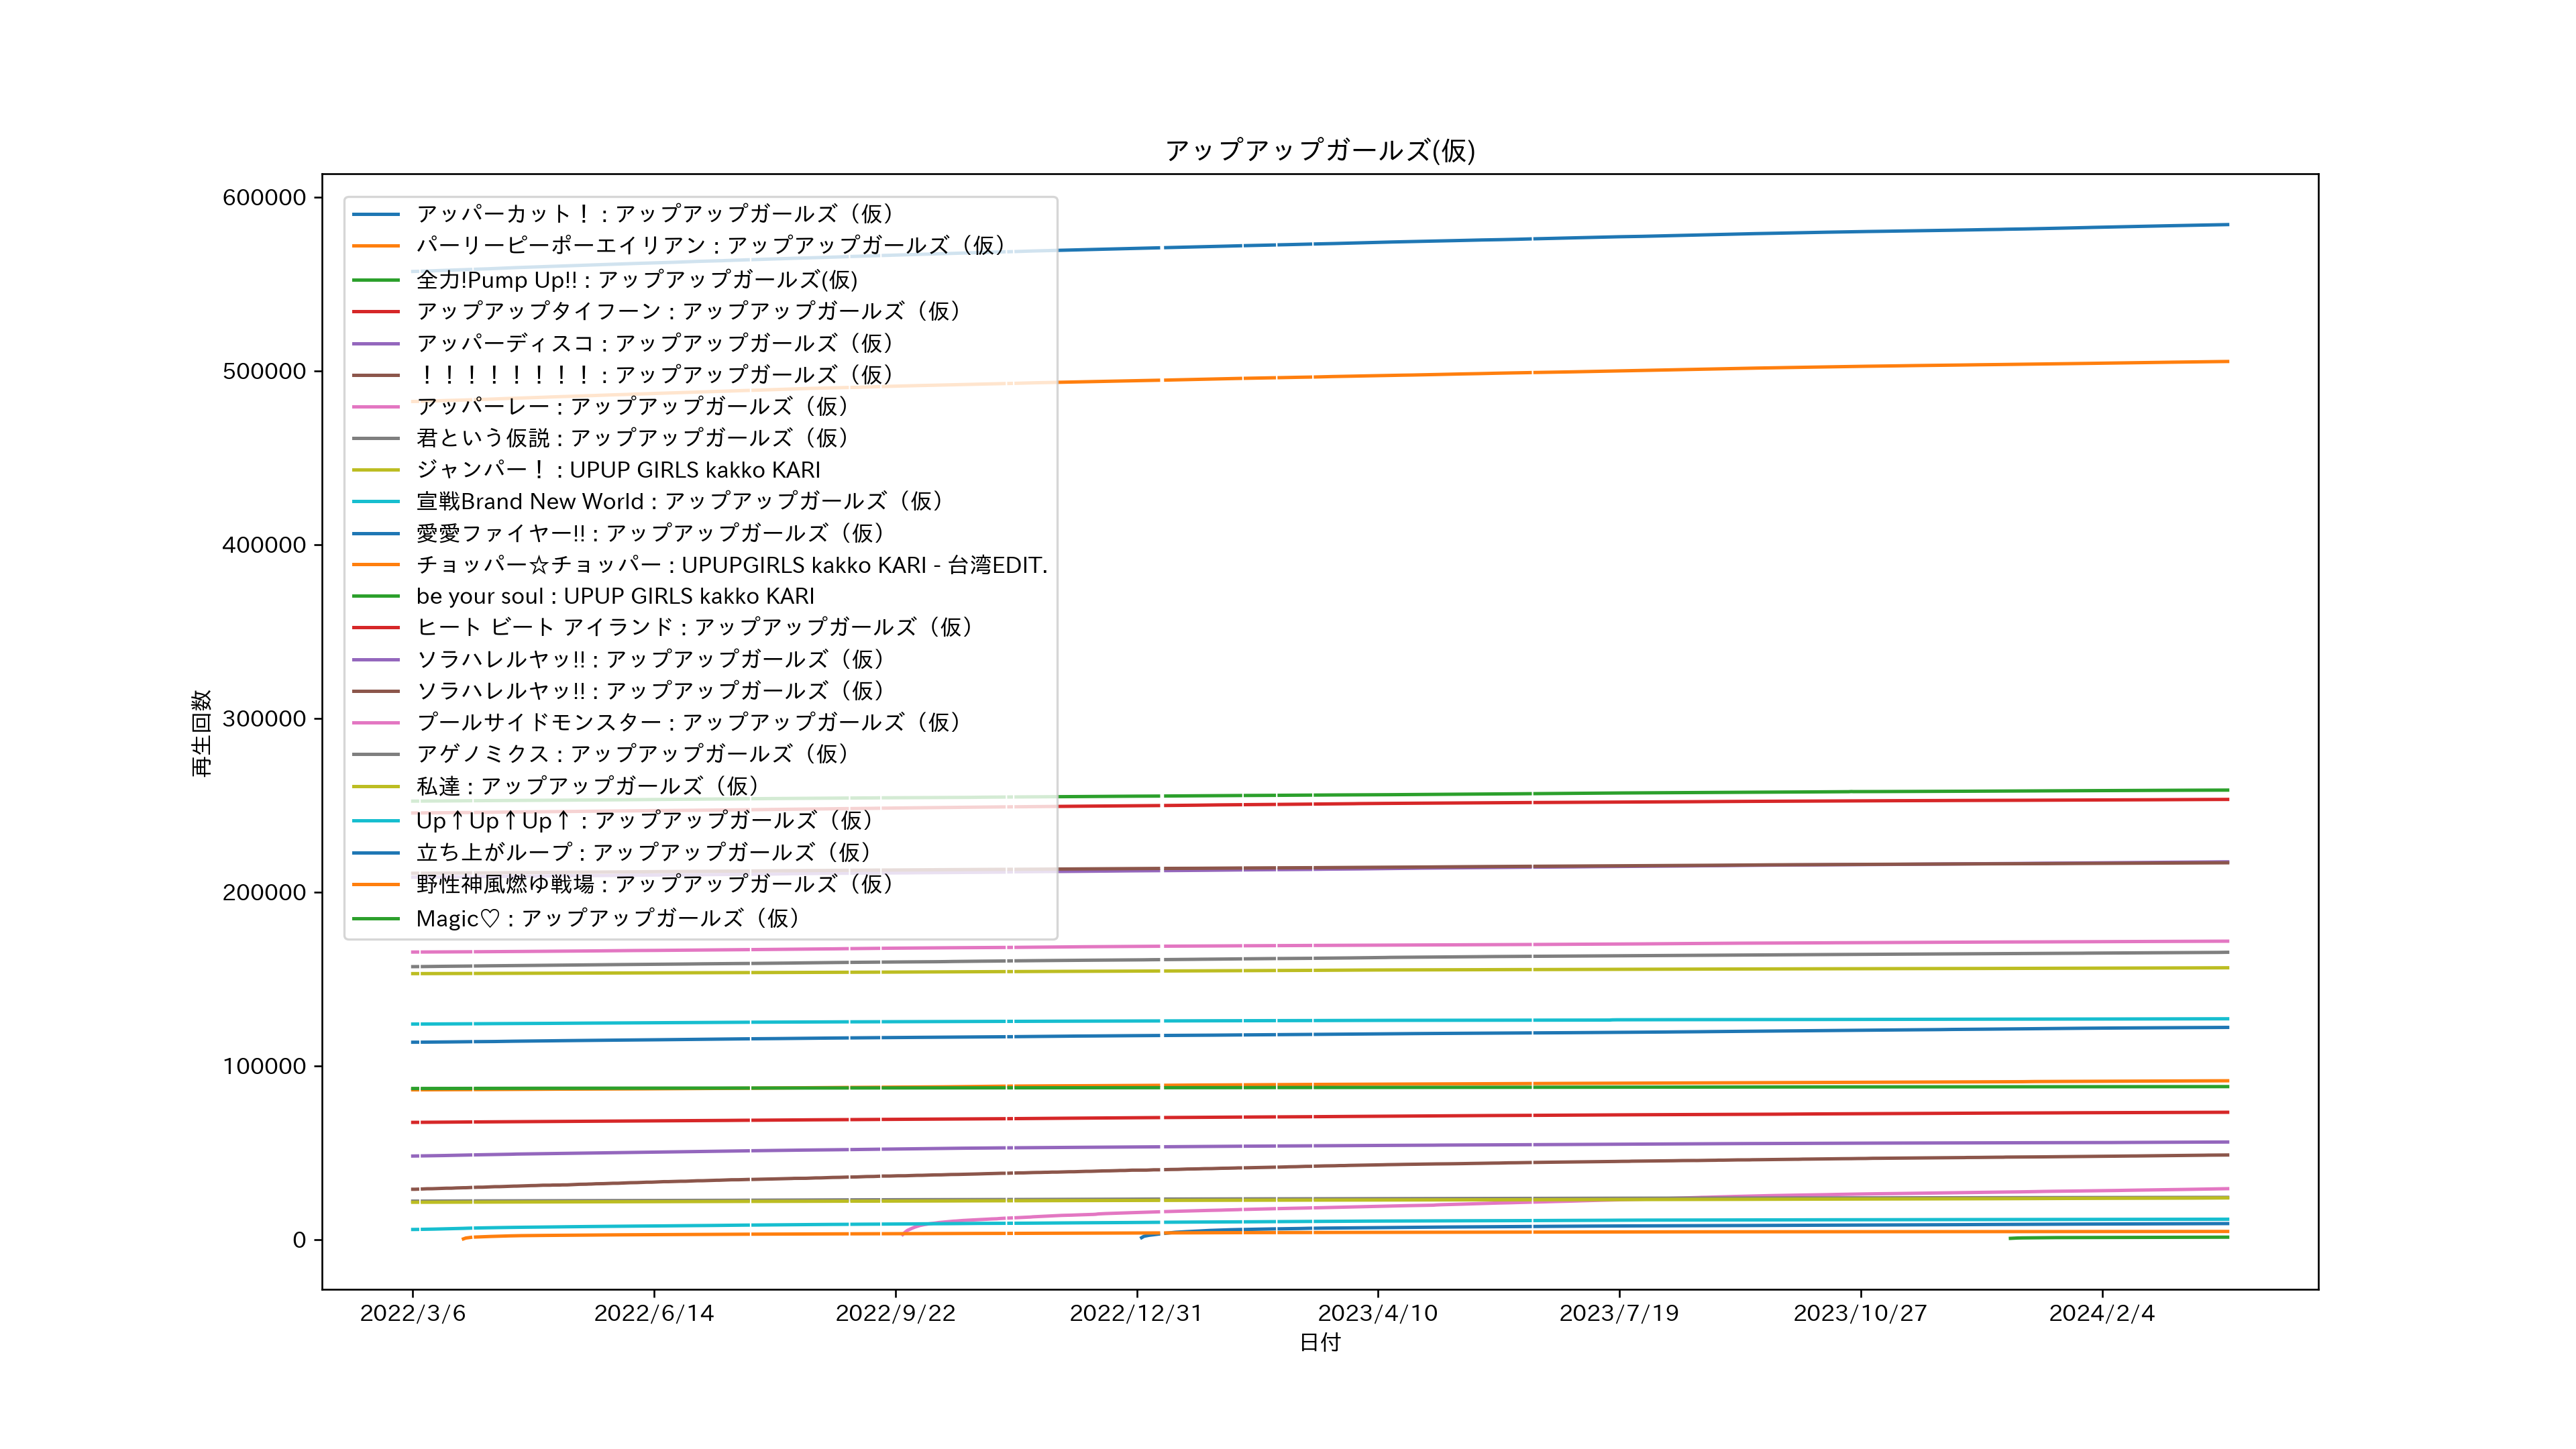 アップアップガールズ(仮)
600000
500000
400000
300000
200000
100000
0
再生回数
アッパーカット！ : アップアップガールズ（仮）
パーリーピーポーエイリアン : アップアップガールズ（仮）
全力!Pump Up!! : アップアップガールズ(仮)
アップアップタイフーン : アップアップガールズ（仮）
アッパーディスコ : アップアップガールズ（仮）
！！！！！！！！ : アップアップガールズ（仮）
アッパーレー : アップアップガールズ（仮）
君という仮説 : アップアップガールズ（仮）
ジャンパー！ : UPUP GIRLS kakko KARI
宣戦Brand New World : アップアップガールズ（仮）
愛愛ファイヤー!! : アップアップガールズ（仮）
チョッパー☆チョッパー : UPUPGIRLS kakko KARI - 台湾EDIT.
be your soul : UPUP GIRLS kakko KARI
ヒート ビート アイランド : アップアップガールズ（仮）
ソラハレルヤッ!! : アップアップガールズ（仮）
ソラハレルヤッ!! : アップアップガールズ（仮）
プールサイドモンスター : アップアップガールズ（仮）
アゲノミクス : アップアップガールズ（仮）
私達 : アップアップガールズ（仮）
Up↑Up↑Up↑ : アップアップガールズ（仮）
立ち上がループ : アップアップガールズ（仮）
野性神風燃ゆ戦場 : アップアップガールズ（仮）
Magic♡ : アップアップガールズ（仮）
2022/3/6 2022/6/14 2022/9/22 2022/12/31 2023/4/10 2023/7/19 2023/10/27 2024/2/4
日付